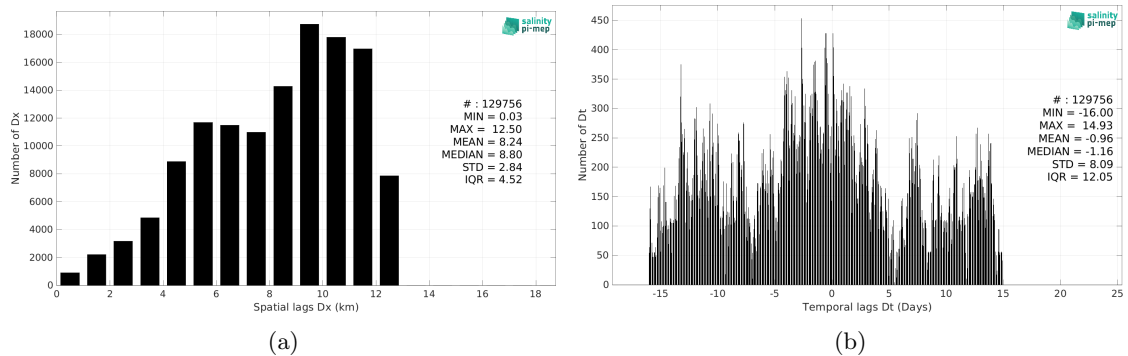 salinity
pi-mep
18000
16000
14000
12000
10000
8000
6000
4000
2000
0
Number of Dx
# : 129756
MIN = 0.03
MAX = 12.50
MEAN = 8.24
MEDIAN = 8.80
STD = 2.84
IQR = 4.52
0 2 4 6 8 10 12 14 16 18
Spatial lags Dx (km)
(a)
salinity
pi-mep
450
400
350
300
250
200
150
100
50
0
Number of Dt
# : 129756
MIN = -16.00
MAX = 14.93
MEAN = -0.96
MEDIAN = -1.16
STD = 8.09
IQR = 12.05
-15 -10 -5 0 5 10 15 20 25
Temporal lags Dt (Days)
(b)